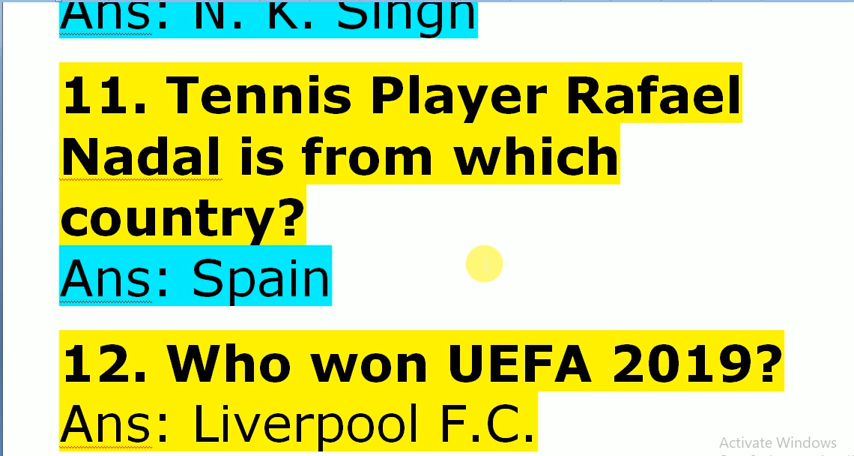 Ans: N. K. Singh
11. Tennis Player Rafael
Nadal is from which
country?
Ans: Spain
12. Who won UEFA 2019?
Ans: Liverpool F.C.
Activate Windows